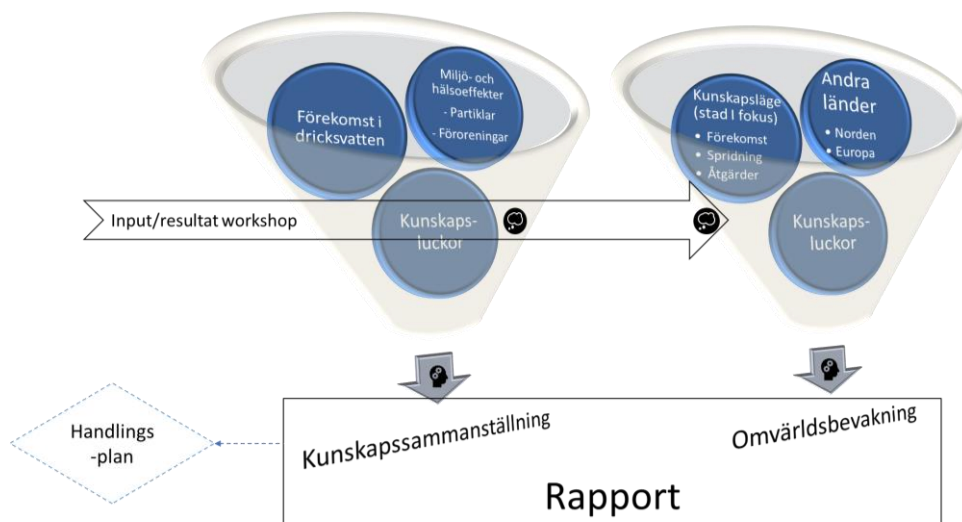 Förekomst i
dricksvatten
Miljö- och
hälsoeffekter
- Partiklar
- Föroreningar
Kunskaps-
luckor
Input/resultat workshop
Kunskapsläge
(stad I fokus)
• Förekomst
• Spridning
• Åtgärder
Andra
länder
• Norden
• Europa
Kunskaps-
luckor
Handlings
-plan
Kunskapssammanställning
Omvärldsbevakning
Rapport